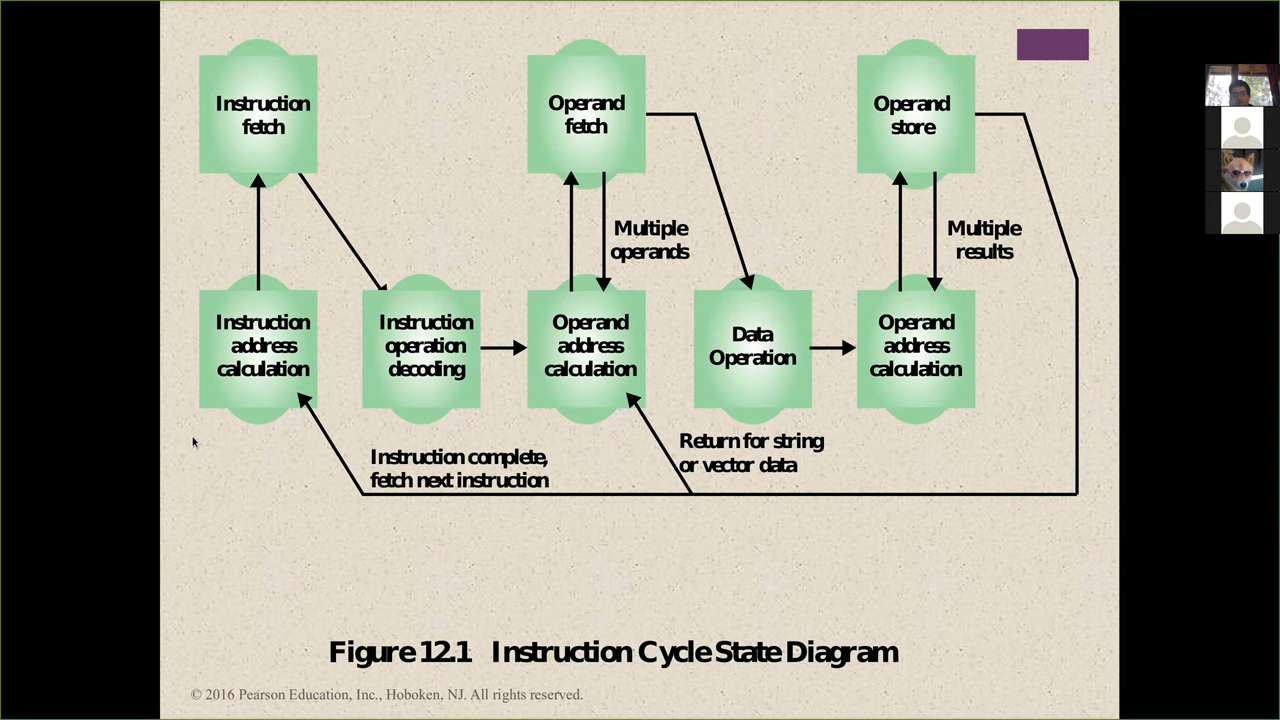 Instruction
fetch
Operand
fetch
Operand
store
Multiple
operands
Multiple
results
Instruction
address
calculation
Instruction
operation
decoding
Operand
address
calculation
Data
Operation
Operand
address
calculation
Instruction complete,
fetch next instruction
Return for string
or vector data
Figure 12.1 Instruction Cycle State Diagram
© 2016 Pearson Education, Inc., Hoboken, NJ. All rights reserved.